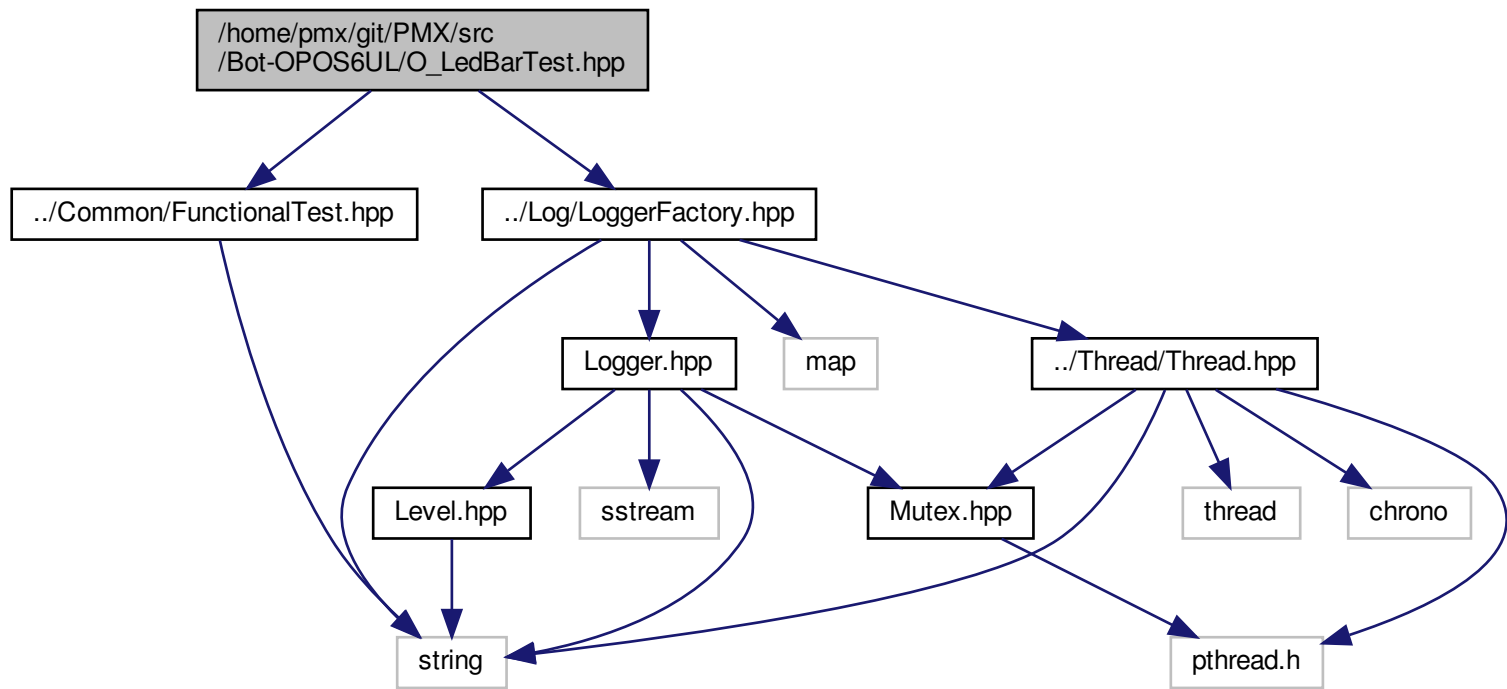 /home/pmx/git/PMX/src
/Bot-OPOS6UL/O_LedBarTest.hpp
../Common/FunctionalTest.hpp
../Log/LoggerFactory.hpp
Logger.hpp
map
../Thread/Thread.hpp
Level.hpp
sstream
Mutex.hpp
thread
chrono
string
pthread.h